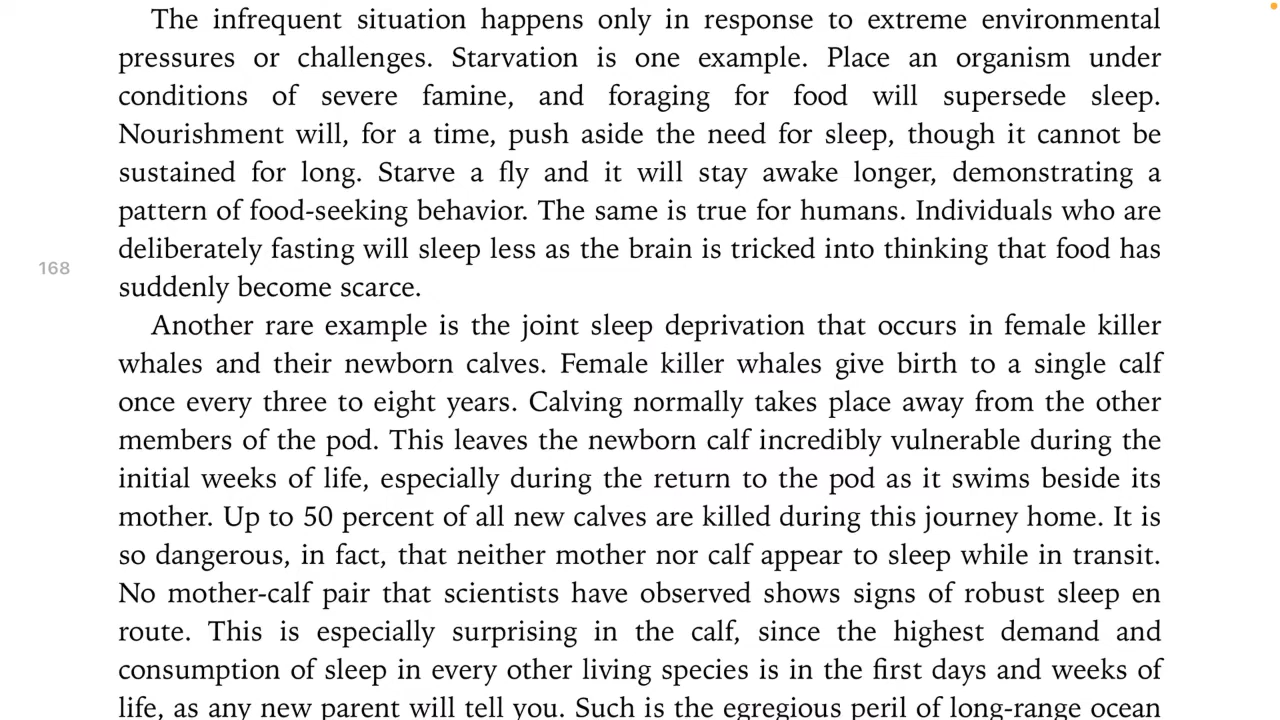 The infrequent situation happens only in response to extreme environmental
pressures or challenges. Starvation is one example. Place an organism under
conditions of severe famine, and foraging for food will supersede sleep.
Nourishment will, for a time, push aside the need for sleep, though it cannot be
sustained for long. Starve a fly and it will stay awake longer, demonstrating a
pattern of food-seeking behavior. The same is true for humans. Individuals who are
deliberately fasting will sleep less as the brain is tricked into thinking that food has
168
suddenly become scarce.
Another rare example is the joint sleep deprivation that occurs in female killer
whales and their newborn calves. Female killer whales give birth to a single calf
once every three to eight years. Calving normally takes place away from the other
members of the pod. This leaves the newborn calf incredibly vulnerable during the
initial weeks of life, especially during the return to the pod as it swims beside its
mother. Up to 50 percent of all new calves are killed during this journey home. It is
so dangerous, in fact, that neither mother nor calf appear to sleep while in transit.
No mother-calf pair that scientists have observed shows signs of robust sleep en
route. This is especially surprising in the calf, since the highest demand and
consumption of sleep in every other living species is in the first days and weeks of
life, as any new parent will tell you. Such is the egregious peril of long-range ocean